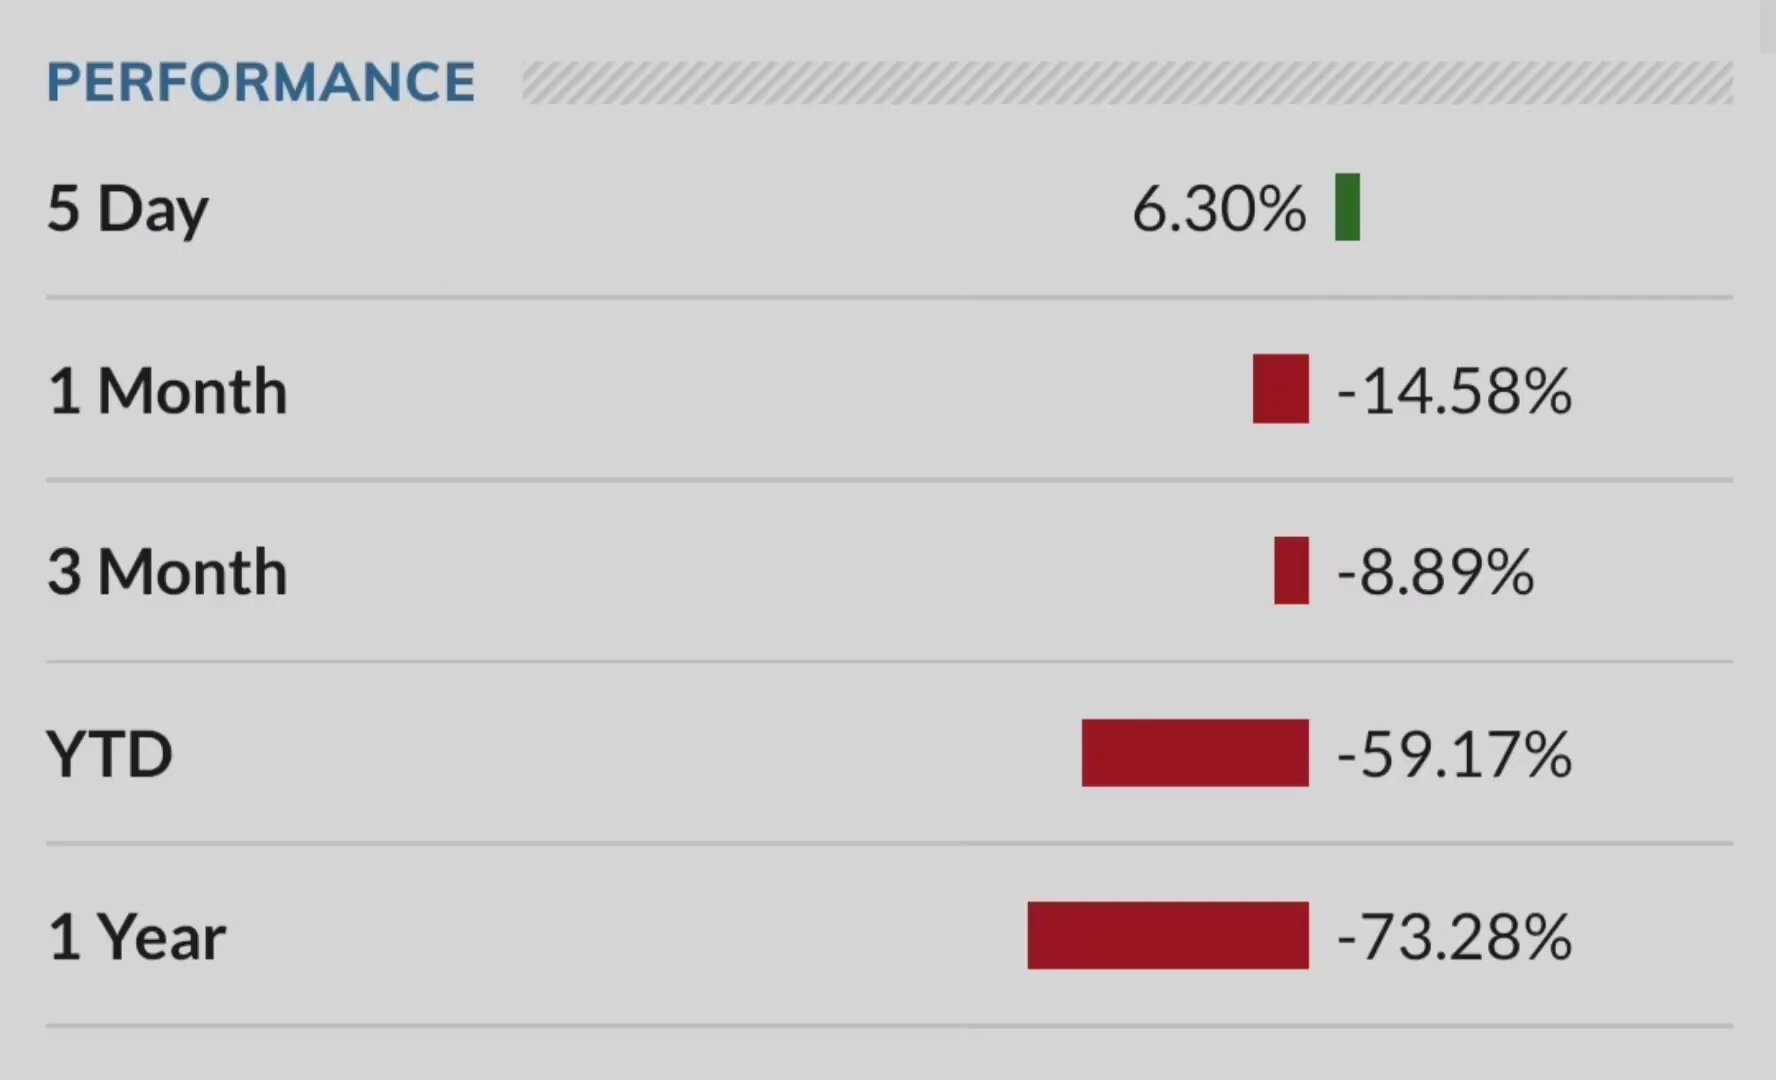 PERFORMANCE
5 Day 6.30%
1 Month -14.58%
3 Month -8.89%
YTD -59.17%
1 Year -73.28%